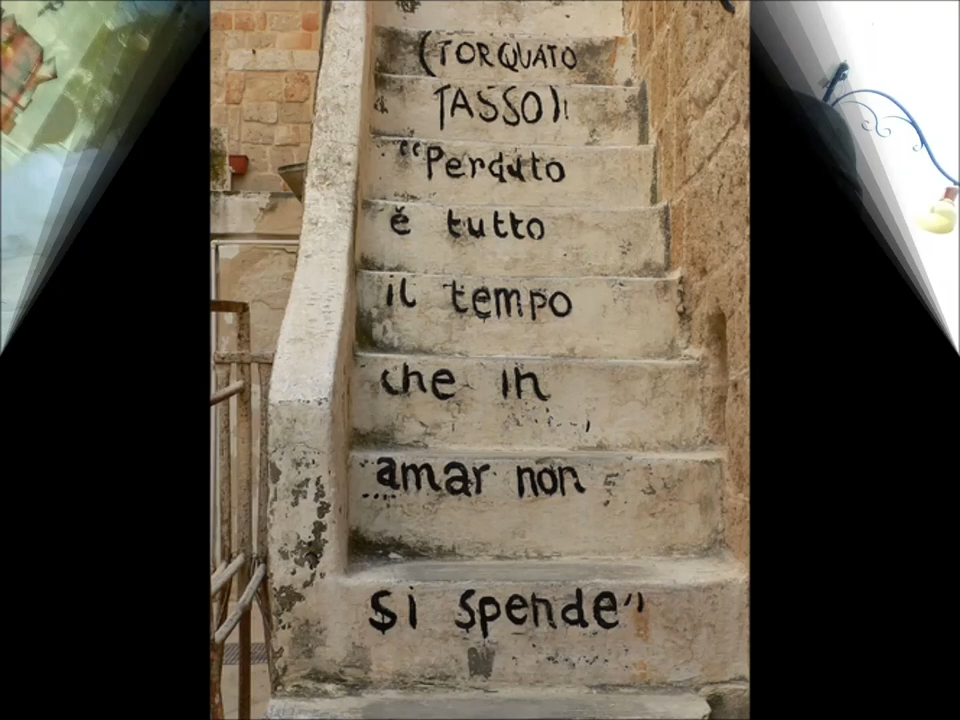 (TORQUATO
TASSO):
“Perduto
è tutto
il tempo
che in
amar non
si spende”